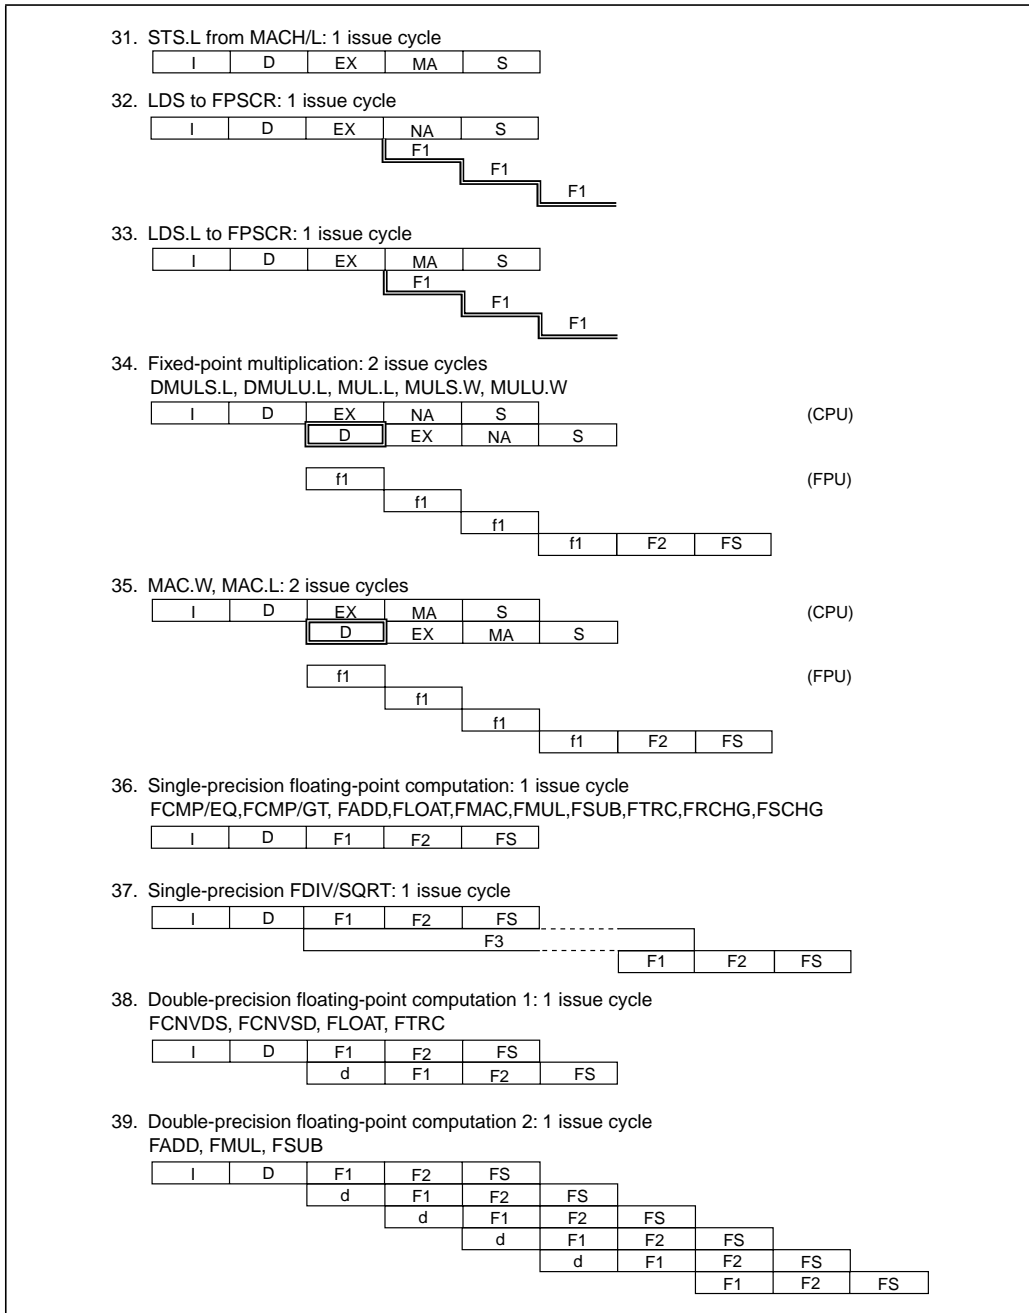 31. STS.L from MACH/L: 1 issue cycle
I D EX MA S
32. LDS to FPSCR: 1 issue cycle
I D EX NA S
F1
F1
F1
33. LDS.L to FPSCR: 1 issue cycle
I D EX MA S
F1
F1
F1
34. Fixed-point multiplication: 2 issue cycles
DMULS.L, DMULU.L, MUL.L, MULS.W, MULU.W
I D EX NA S (CPU)
D EX NA S
f1 (FPU)
f1
f1
f1 F2 FS
35. MAC.W, MAC.L: 2 issue cycles
I D EX MA S (CPU)
D EX MA S
f1 (FPU)
f1
f1
f1 F2 FS
36. Single-precision floating-point computation: 1 issue cycle
FCMP/EQ,FCMP/GT, FADD,FLOAT,FMAC,FMUL,FSUB,FTRC,FRCHG,FSCHG
I D F1 F2 FS
37. Single-precision FDIV/SQRT: 1 issue cycle
I D F1 F2 FS
F3
F1 F2 FS
38. Double-precision floating-point computation 1: 1 issue cycle
FCNVDS, FCNVSD, FLOAT, FTRC
I D F1 F2 FS
d F1 F2 FS
39. Double-precision floating-point computation 2: 1 issue cycle
FADD, FMUL, FSUB
I D F1 F2 FS
d F1 F2 FS
d F1 F2 FS
d F1 F2 FS
d F1 F2 FS
F1 F2 FS